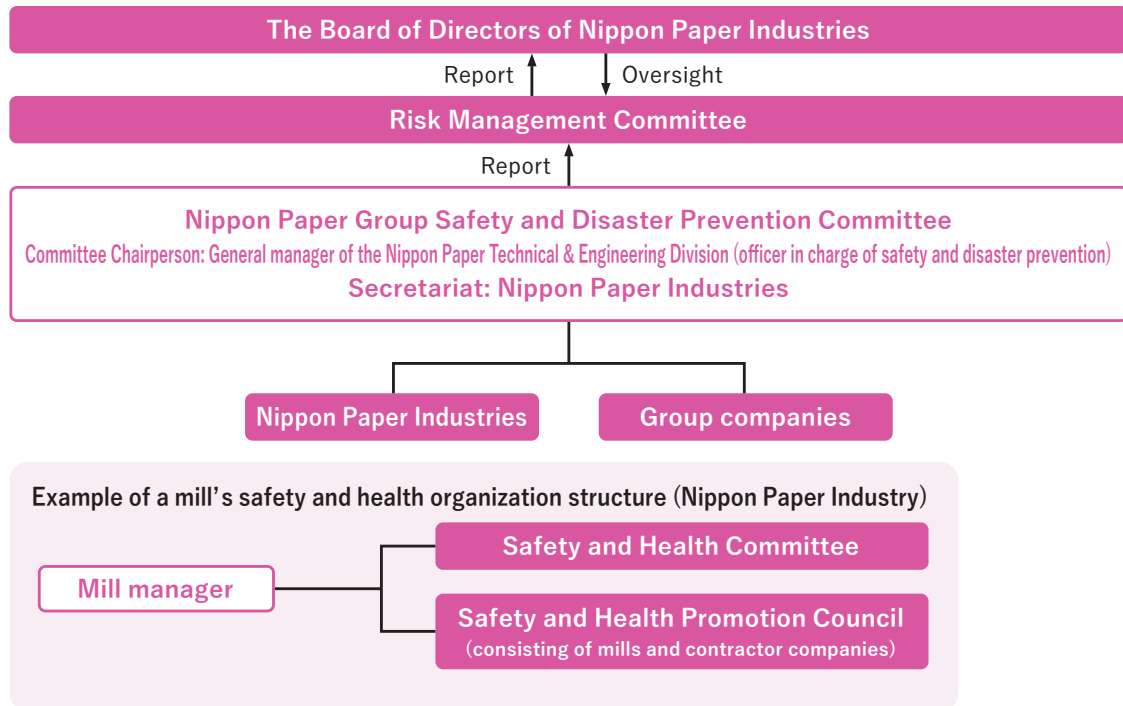 The Board of Directors of Nippon Paper Industries
Report
Oversight
Risk Management Committee
Report
Nippon Paper Group Safety and Disaster Prevention Committee
Committee Chairperson: General manager of the Nippon Paper Technical & Engineering Division (officer in charge of safety and disaster prevention)
Secretariat: Nippon Paper Industries
Nippon Paper Industries
Group companies
Example of a mill's safety and health organization structure (Nippon Paper Industry)
Safety and Health Committee
Mill manager
Safety and Health Promotion Council
(consisting of mills and contractor companies)